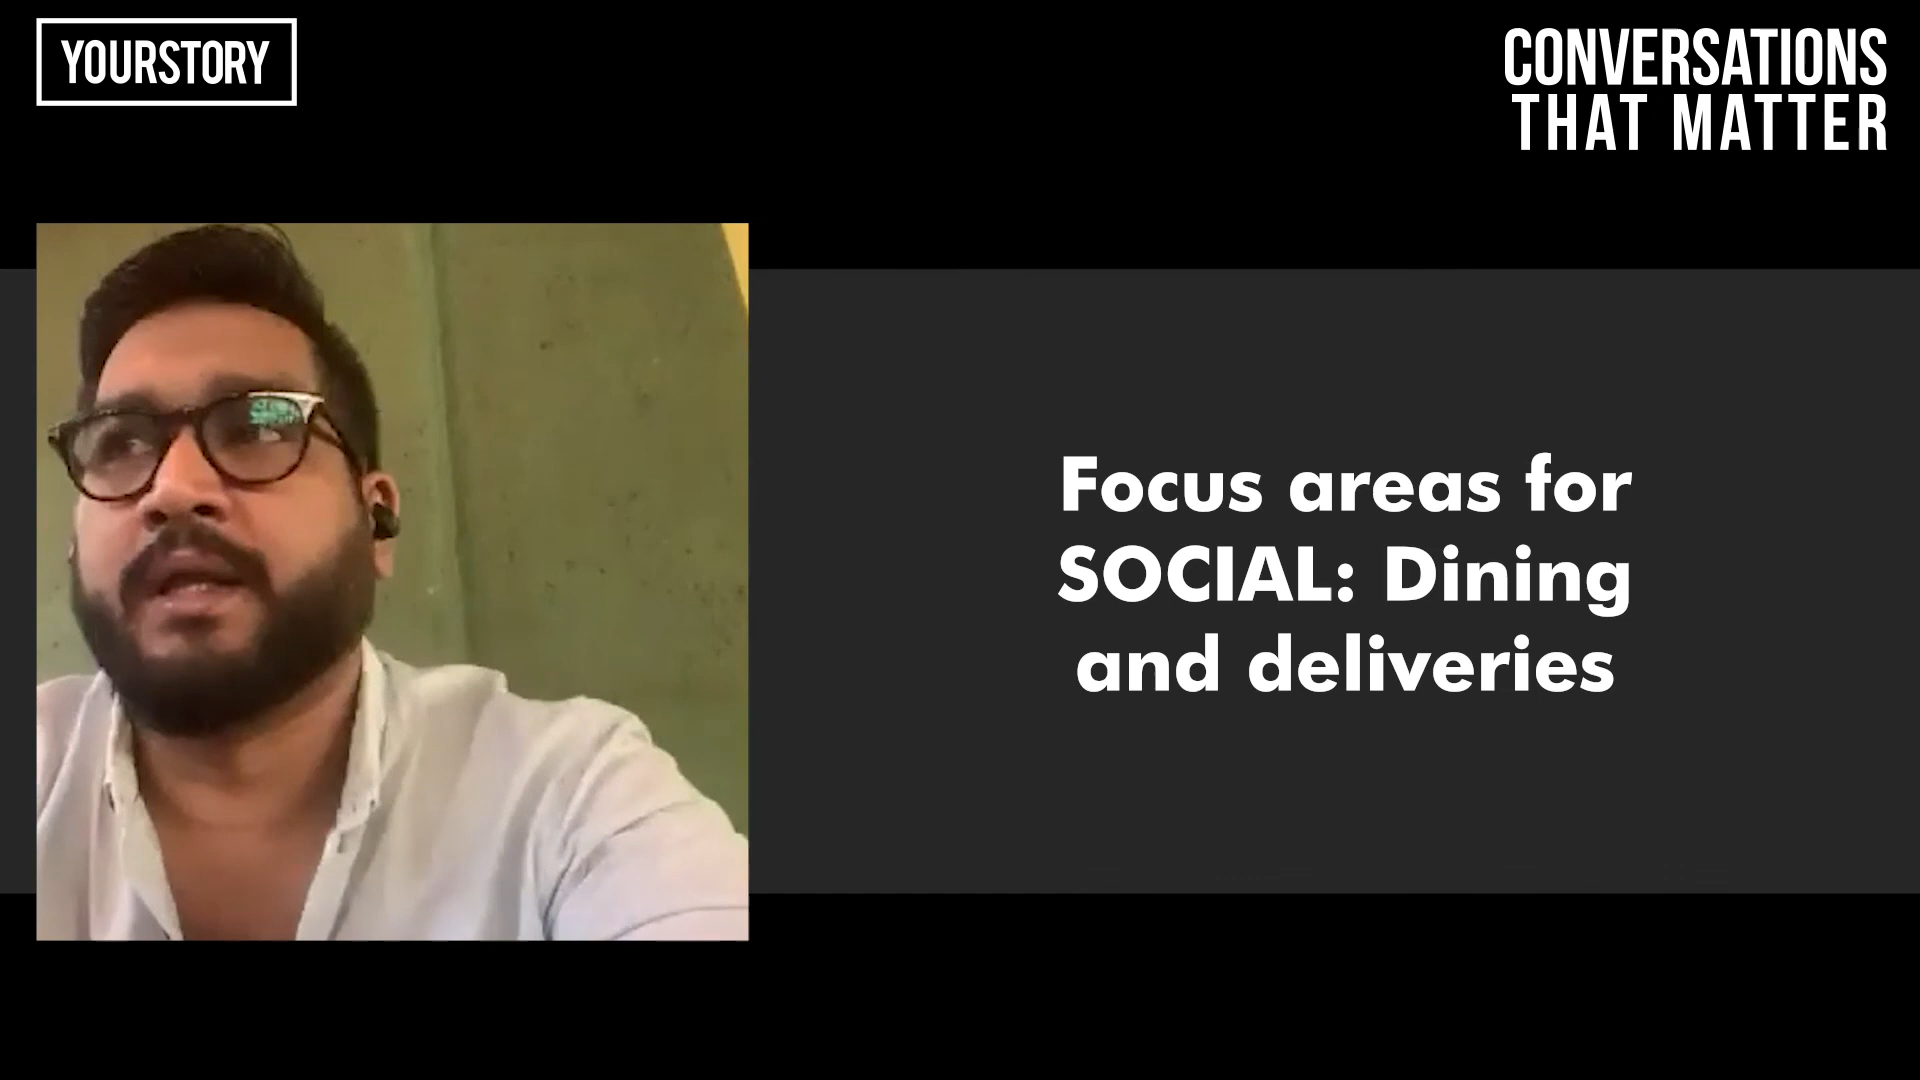 YOURSTORY
CONVERSATIONS
THAT MATTER
Focus areas for
SOCIAL: Dining
and deliveries